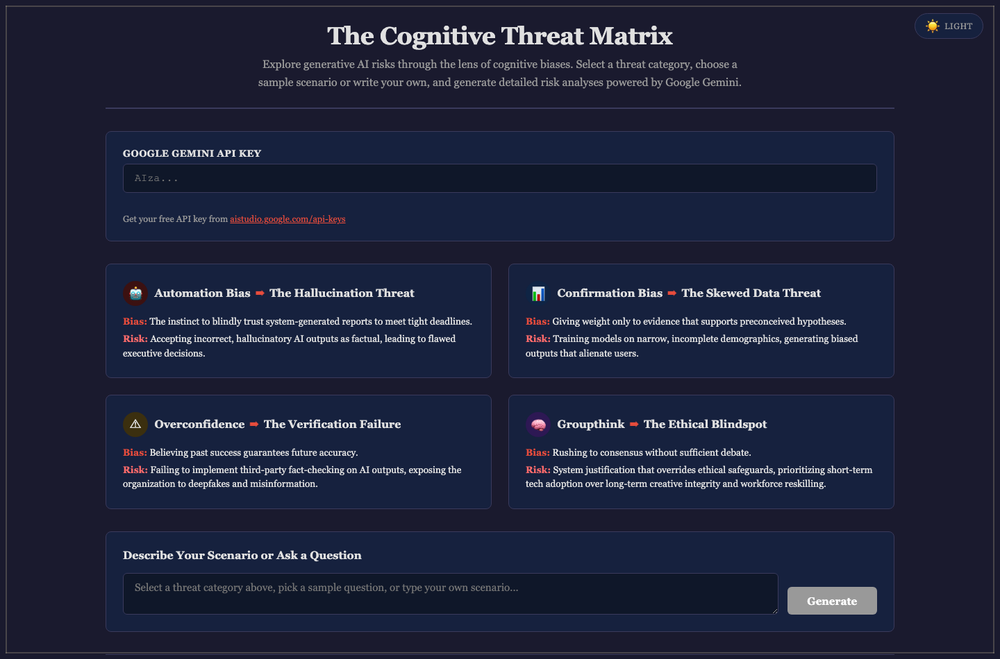 The Cognitive Threat Matrix
LIGHT
Explore generative AI risks through the lens of cognitive biases. Select a threat category, choose a
sample scenario or write your own, and generate detailed risk analyses powered by Google Gemini.
GOOGLE GEMINI API KEY
AIza...
Get your free API key from aistudio.google.com/api-keys
Automation Bias ➡ The Hallucination Threat
Bias: The instinct to blindly trust system-generated reports to meet tight deadlines.
Risk: Accepting incorrect, hallucinatory AI outputs as factual, leading to flawed
executive decisions.
Confirmation Bias ➡ The Skewed Data Threat
Bias: Giving weight only to evidence that supports preconceived hypotheses.
Risk: Training models on narrow, incomplete demographics, generating biased
outputs that alienate users.
Overconfidence ➡ The Verification Failure
Bias: Believing past success guarantees future accuracy.
Risk: Failing to implement third-party fact-checking on AI outputs, exposing the
organization to deepfakes and misinformation.
Groupthink ➡ The Ethical Blindspot
Bias: Rushing to consensus without sufficient debate.
Risk: System justification that overrides ethical safeguards, prioritizing short-term
tech adoption over long-term creative integrity and workforce reskilling.
Describe Your Scenario or Ask a Question
Select a threat category above, pick a sample question, or type your own scenario...
Generate